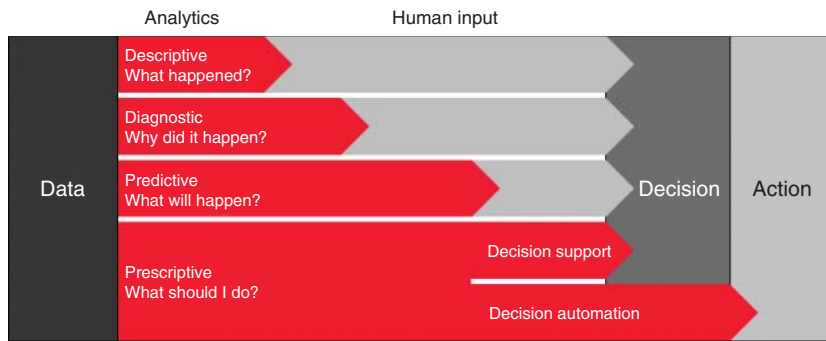 Analytics
Human input
Descriptive
What happened?
Diagnostic
Why did it happen?
Data
Predictive
What will happen?
Decision
Action
Prescriptive
What should I do?
Decision support
Decision automation